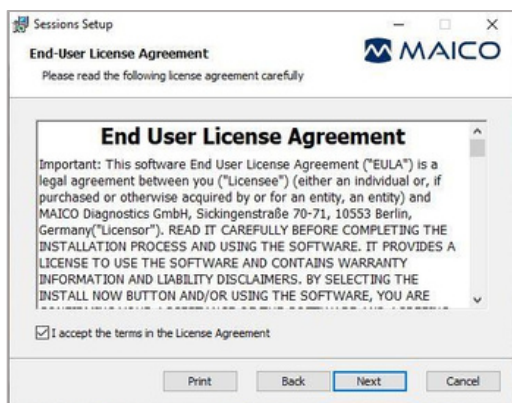 Sessions Setup
End-User License Agreement
MAICO
Please read the following license agreement carefully
End User License Agreement
Important: This software End User License Agreement ("EULA") is a
legal agreement between you ("Licensee") (either an individual or, if
purchased or otherwise acquired by or for an entity, an entity) and
MAICO Diagnostics GmbH, Sickingenstraße 70-71, 10553 Berlin,
Germany("Licensor"). READ IT CAREFULLY BEFORE COMPLETING THE
INSTALLATION PROCESS AND USING THE SOFTWARE. IT PROVIDES A
LICENSE TO USE THE SOFTWARE AND CONTAINS WARRANTY
INFORMATION AND LIABILITY DISCLAIMERS. BY SELECTING THE
INSTALL NOW BUTTON AND/OR USING THE SOFTWARE, YOU ARE
I accept the terms in the License Agreement
Print Back Next Cancel